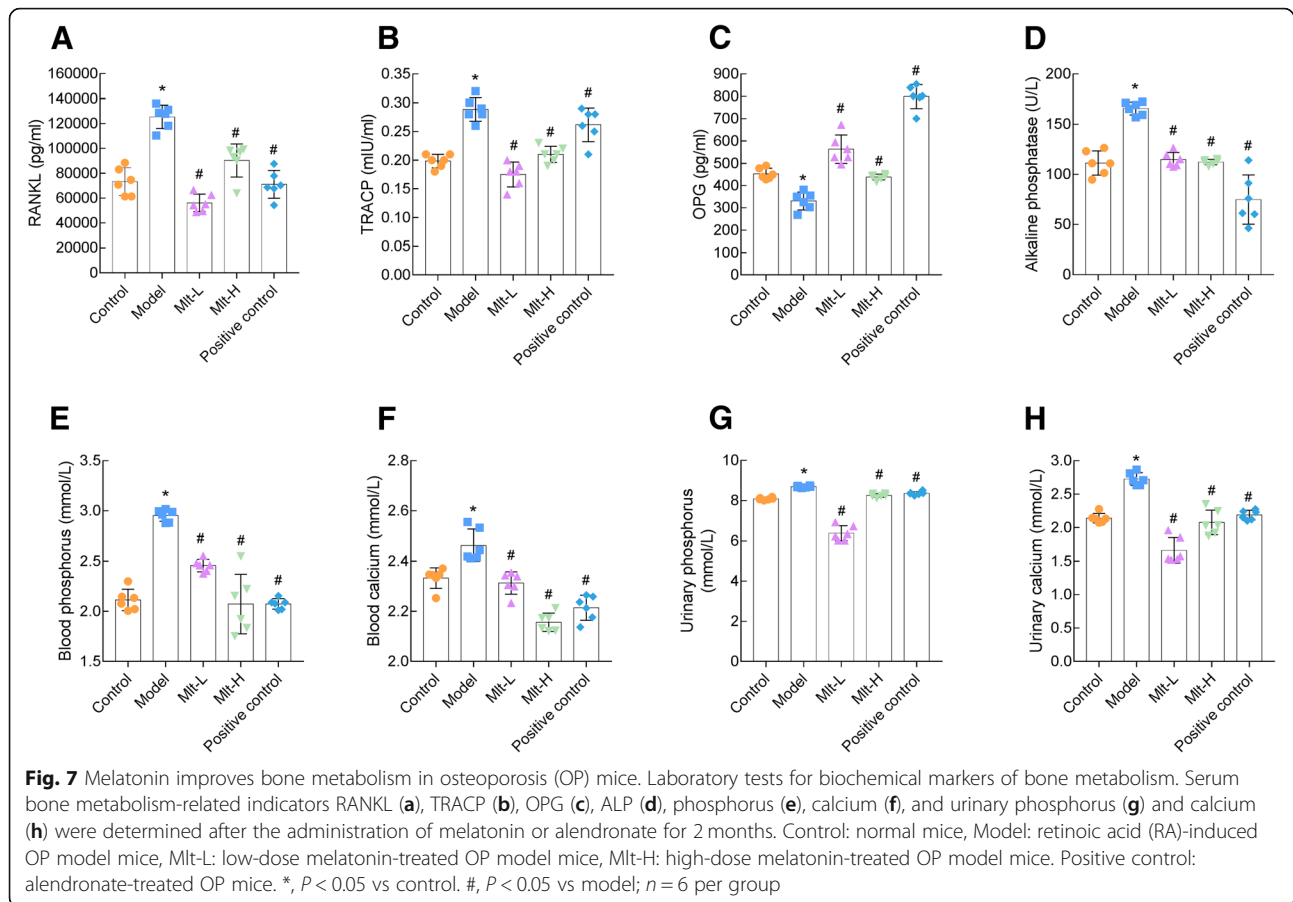 A
RANKL (pg/ml)
160000
140000
120000
100000
80000
60000
40000
20000
0
*
#
#
#
Control
Model
Mlt-L
Mlt-H
Positive control
B
TRACP (mIU/ml)
0.35
0.30
0.25
0.20
0.15
0.10
0.05
0.00
*
#
#
#
Control
Model
Mlt-L
Mlt-H
Positive control
C
OPG (pg/ml)
900
800
700
600
500
400
300
200
100
0
*
#
#
#
Control
Model
Mlt-L
Mlt-H
Positive control
D
Alkaline phosphatase (U/L)
200
150
100
50
0
*
#
#
#
Control
Model
Mlt-L
Mlt-H
Positive control
E
Blood phosphorus (mmol/L)
3.5
3.0
2.5
2.0
1.5
*
#
#
#
Control
Model
Mlt-L
Mlt-H
Positive control
F
Blood calcium (mmol/L)
2.8
2.6
2.4
2.2
2.0
*
#
#
#
Control
Model
Mlt-L
Mlt-H
Positive control
G
Urinary phosphorus
(mmol/L)
10
8
6
4
2
0
*
#
#
#
Control
Model
Mlt-L
Mlt-H
Positive control
H
Urinary calcium (mmol/L)
3.0
2.5
2.0
1.5
1.0
0.5
0.0
*
#
#
#
Control
Model
Mlt-L
Mlt-H
Positive control
Fig. 7 Melatonin improves bone metabolism in osteoporosis (OP) mice. Laboratory tests for biochemical markers of bone metabolism. Serum
bone metabolism-related indicators RANKL (a), TRACP (b), OPG (c), ALP (d), phosphorus (e), calcium (f), and urinary phosphorus (g) and calcium
(h) were determined after the administration of melatonin or alendronate for 2 months. Control: normal mice, Model: retinoic acid (RA)-induced
OP model mice, Mlt-L: low-dose melatonin-treated OP model mice, Mlt-H: high-dose melatonin-treated OP model mice. Positive control:
alendronate-treated OP mice. *, P < 0.05 vs control. #, P < 0.05 vs model; n = 6 per group